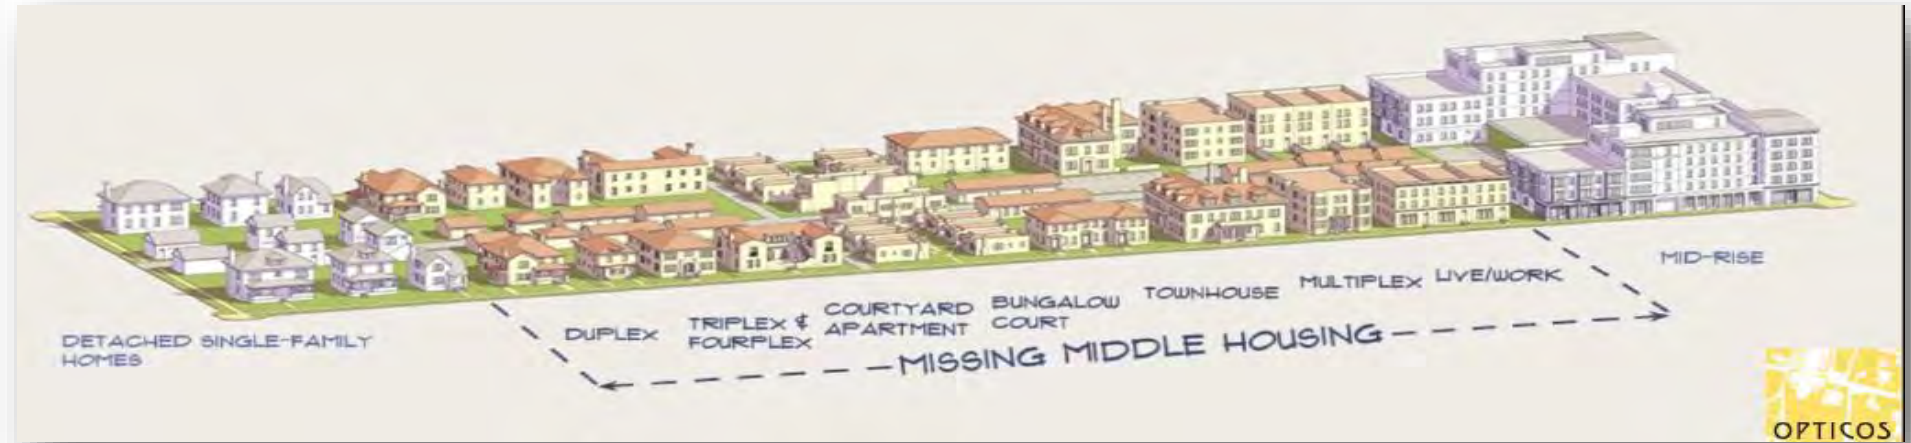 DETACHED SINGLE-FAMILY
HOMES
DUPLEX
TRIPLEX &
FOURPLEX
COURTYARD
APARTMENT
BUNGALOW
COURT
TOWNHOUSE
MULTIPLEX
LIVE/WORK
MID-RISE
MISSING MIDDLE HOUSING
OPTICOS